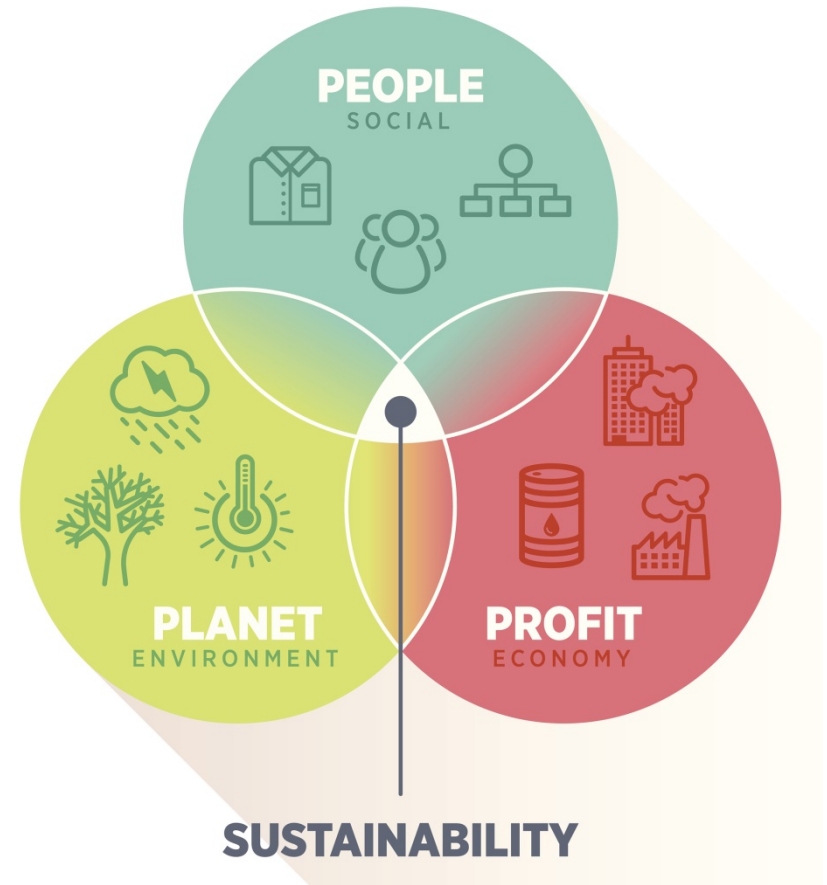 PEOPLE
SOCIAL
PLANET
ENVIRONMENT
PROFIT
ECONOMY
SUSTAINABILITY